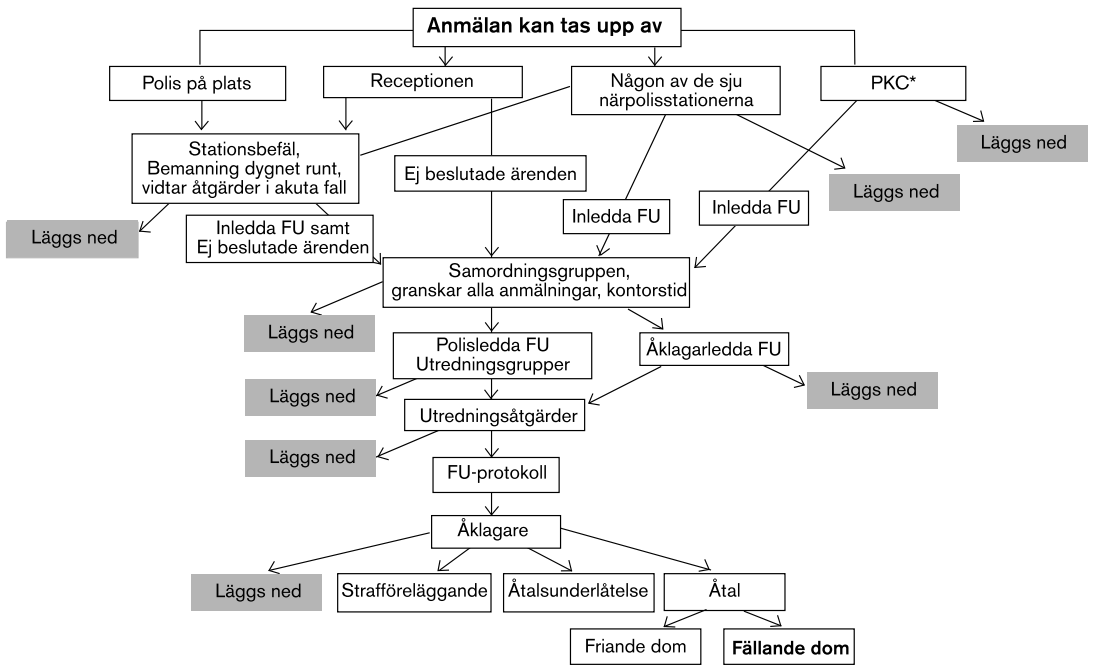 Anmälan kan tas upp av
Polis på plats
Receptionen
Någon av de sju
närpolisstationerna
PKC*
Läggs ned
Stationsbefäl,
Bemanning dygnet runt,
vidtar åtgärder i akuta fall
Ej beslutade ärenden
Läggs ned
Inledda FU
Inledda FU
Läggs ned
Inledda FU samt
Ej beslutade ärenden
Samordningsgruppen,
granskar alla anmälningar, kontorstid
Läggs ned
Polisledda FU
Utredningsgrupper
Åklagarledda FU
Läggs ned
Läggs ned
Utredningsåtgärder
Läggs ned
FU-protokoll
Åklagare
Läggs ned
Strafföreläggande
Åtalsunderlåtelse
Åtal
Friande dom
Fällande dom